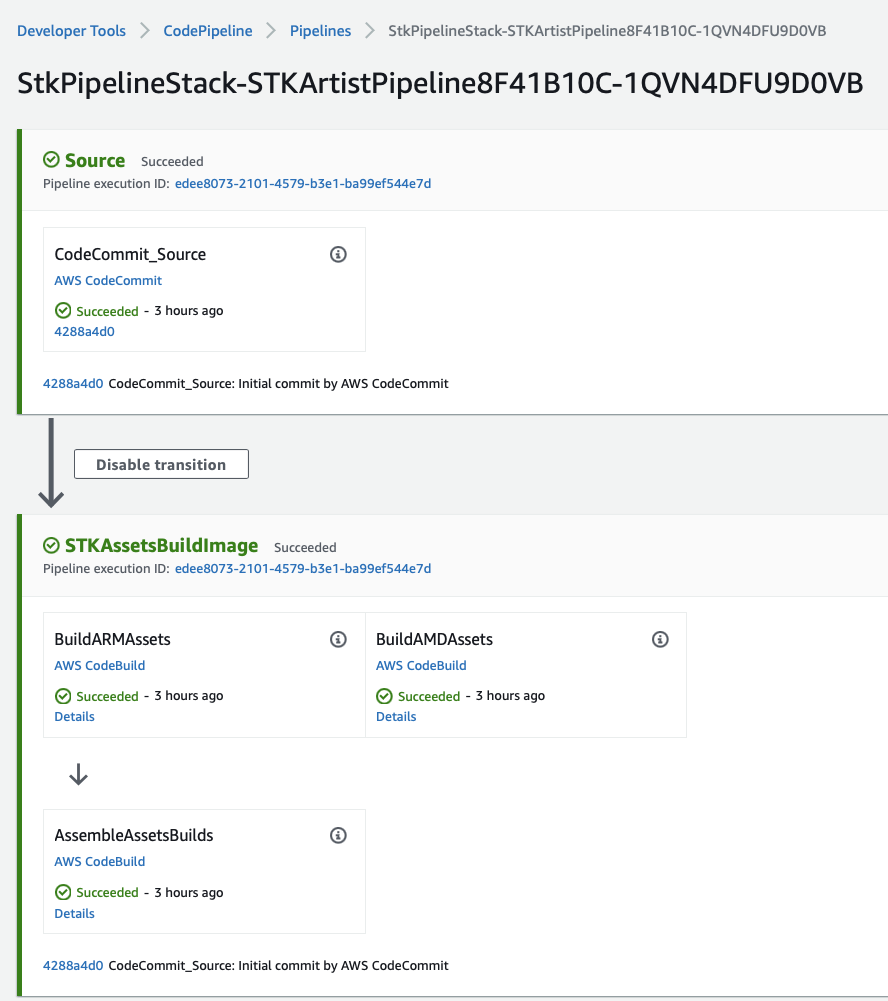 Developer Tools > CodePipeline > Pipelines > StkPipelineStack-STKArtistPipeline8F41B10C-1QVN4DFU9D0VB
StkPipelineStack-STKArtistPipeline8F41B10C-1QVN4DFU9D0VB
Source Succeeded
Pipeline execution ID: edee8073-2101-4579-b3e1-ba99ef544e7d
CodeCommit_Source
AWS CodeCommit
Succeeded - 3 hours ago
4288a4d0
4288a4d0 CodeCommit_Source: Initial commit by AWS CodeCommit
Disable transition
STKAssetsBuildImage Succeeded
Pipeline execution ID: edee8073-2101-4579-b3e1-ba99ef544e7d
BuildARMAssets
AWS CodeBuild
Succeeded - 3 hours ago
Details
BuildAMDAssets
AWS CodeBuild
Succeeded - 3 hours ago
Details
AssembleAssetsBuilds
AWS CodeBuild
Succeeded - 3 hours ago
Details
4288a4d0 CodeCommit_Source: Initial commit by AWS CodeCommit